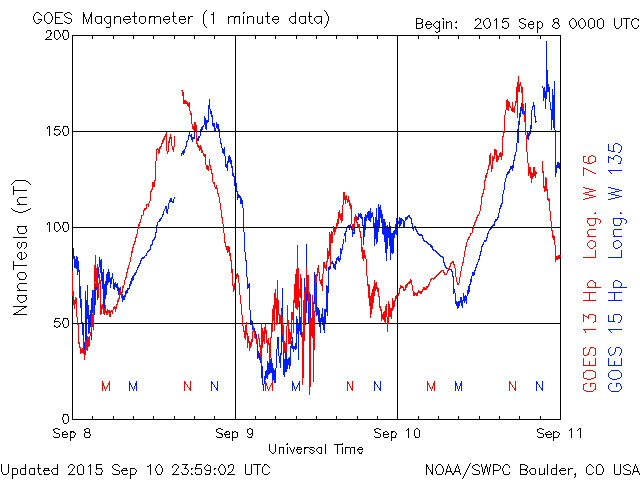 GOES Magnetometer (1 minute data)
Begin: 2015 Sep 8 0000 UTC
200
150
100
50
0
NanoTesla (nT)
M M N N M M N N M M N N
Sep 8 Sep 9 Sep 10 Sep 11
Universal Time
GOES 13 Hp Long. W 76
GOES 15 Hp Long. W 135
Updated 2015 Sep 10 23:59:02 UTC
NOAA/SWPC Boulder, CO USA